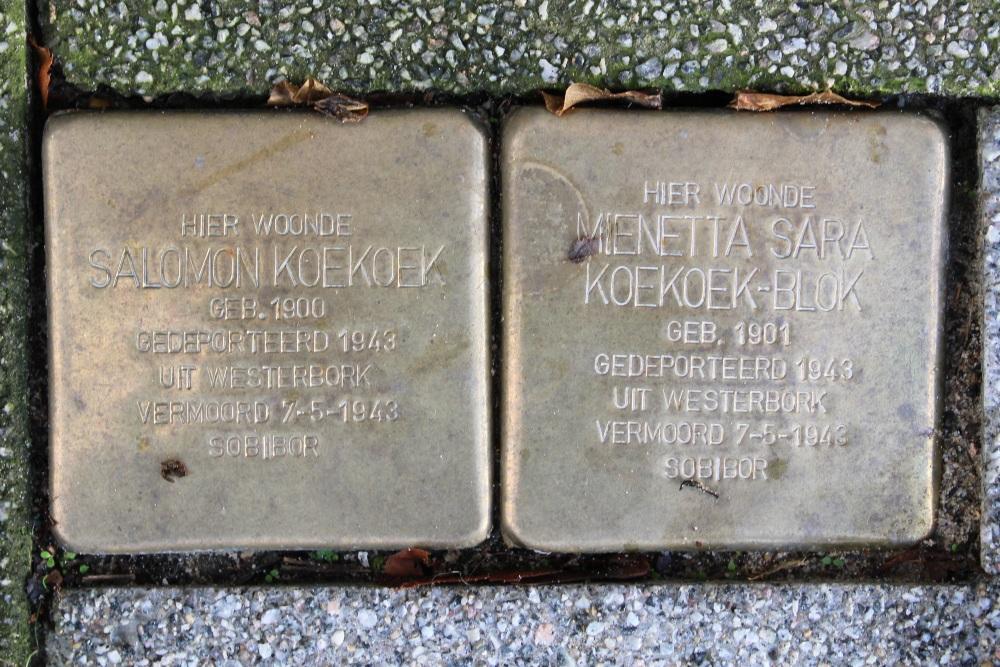 HIER WOONDE
SALOMON KOEKOEK
GEB. 1900
GEDEPORTEERD 1943
UIT WESTERBORK
VERMOORD 7-5-1943
SOBIBOR
HIER WOONDE
MIENETTA SARA
KOEKOEK-BLOK
GEB. 1901
GEDEPORTEERD 1943
UIT WESTERBORK
VERMOORD 7-5-1943
SOBIBOR